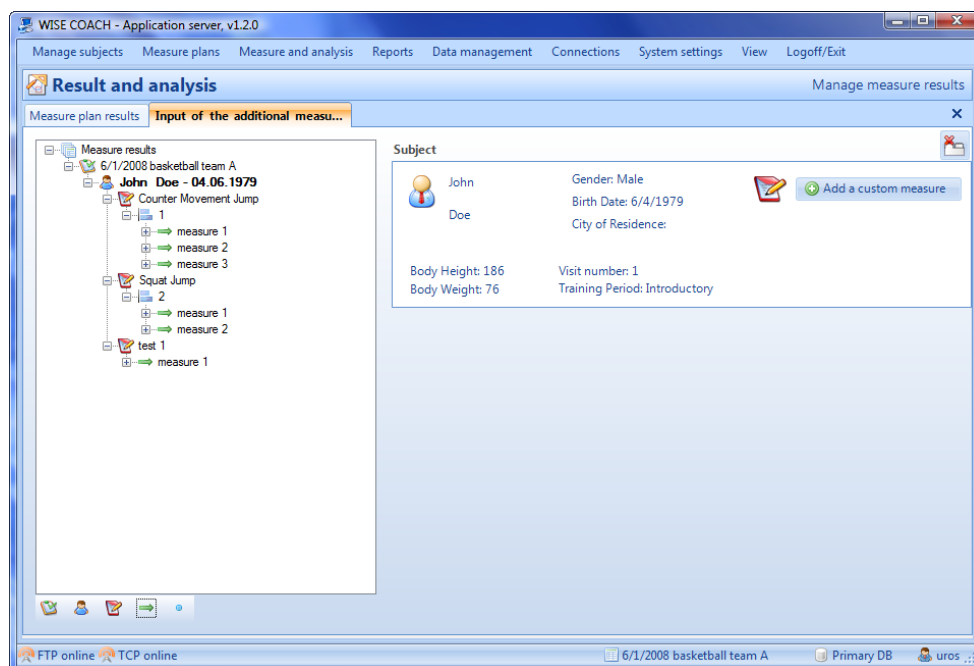 WISE COACH - Application server, v1.2.0
Manage subjects Measure plans Measure and analysis Reports Data management Connections System settings View Logoff/Exit
Result and analysis Manage measure results
Measure plan results Input of the additional measu...
Measure results
6/1/2008 basketball team A
John Doe - 04.06.1979
Counter Movement Jump
1
measure 1
measure 2
measure 3
Squat Jump
2
measure 1
measure 2
test 1
measure 1
Subject
John
Doe
Gender: Male
Birth Date: 6/4/1979
City of Residence:
Add a custom measure
Body Height: 186
Body Weight: 76
Visit number: 1
Training Period: Introductory
FTP online TCP online 6/1/2008 basketball team A Primary DB uros